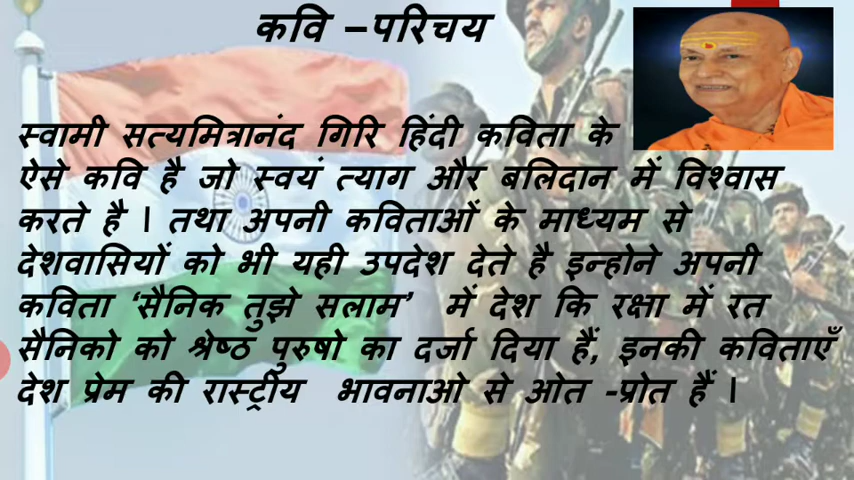 कवि –परिचय
स्वामी सत्यमित्रानंद गिरि हिंदी कविता के
ऐसे कवि है जो स्वयं त्याग और बलिदान में विश्वास
करते है । तथा अपनी कविताओं के माध्यम से
देशवासियों को भी यही उपदेश देते है इन्होने अपनी
कविता ‘सैनिक तुझे सलाम’ में देश कि रक्षा में रत
सैनिको को श्रेष्ठ पुरुषो का दर्जा दिया हैं, इनकी कविताएँ
देश प्रेम की रास्ट्रीय भावनाओ से ओत -प्रोत हैं ।